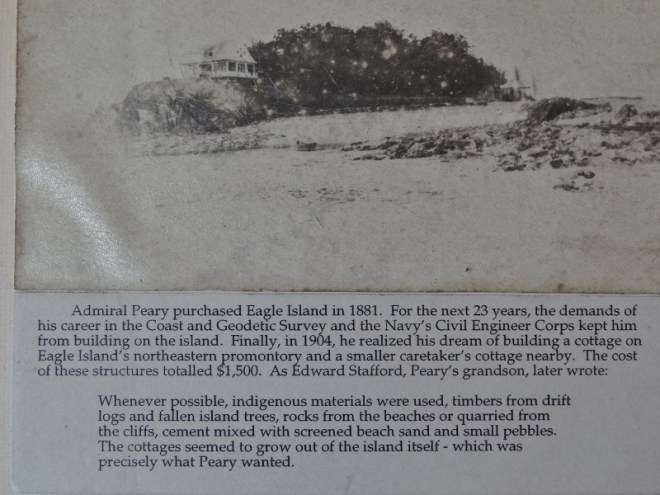 Admiral Peary purchased Eagle Island in 1881. For the next 23 years, the demands of
his career in the Coast and Geodetic Survey and the Navy's Civil Engineer Corps kept him
from building on the island. Finally, in 1904, he realized his dream of building a cottage on
Eagle Island's northeastern promontory and a smaller caretaker's cottage nearby. The cost
of these structures totalled $1,500. As Edward Stafford, Peary's grandson, later wrote:
Whenever possible, indigenous materials were used, timbers from drift
logs and fallen island trees, rocks from the beaches or quarried from
the cliffs, cement mixed with screened beach sand and small pebbles.
The cottages seemed to grow out of the island itself - which was
precisely what Peary wanted.